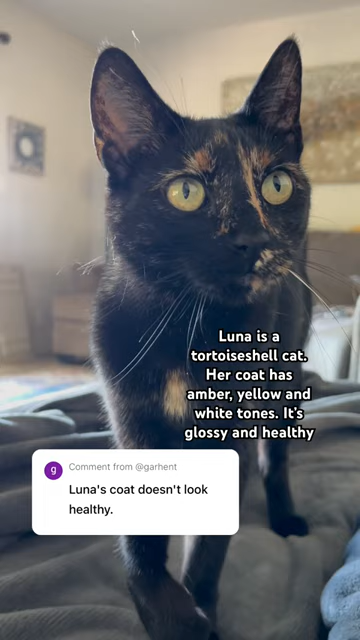 Luna is a
tortoiseshell cat.
Her coat has
amber, yellow and
white tones. It's
glossy and healthy
g
Comment from @garhent
Luna's coat doesn't look
healthy.